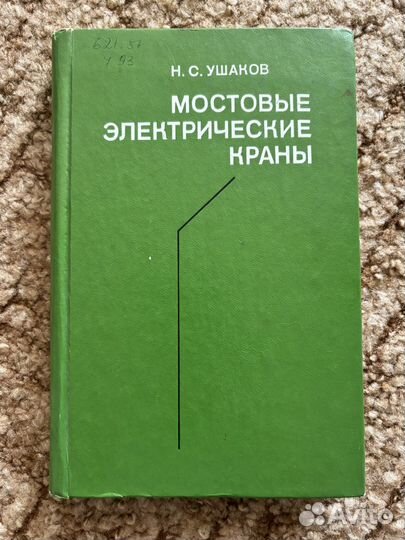 621.87
У 93
Н. С. УШАКОВ
МОСТОВЫЕ
ЭЛЕКТРИЧЕСКИЕ
КРАНЫ
Avito